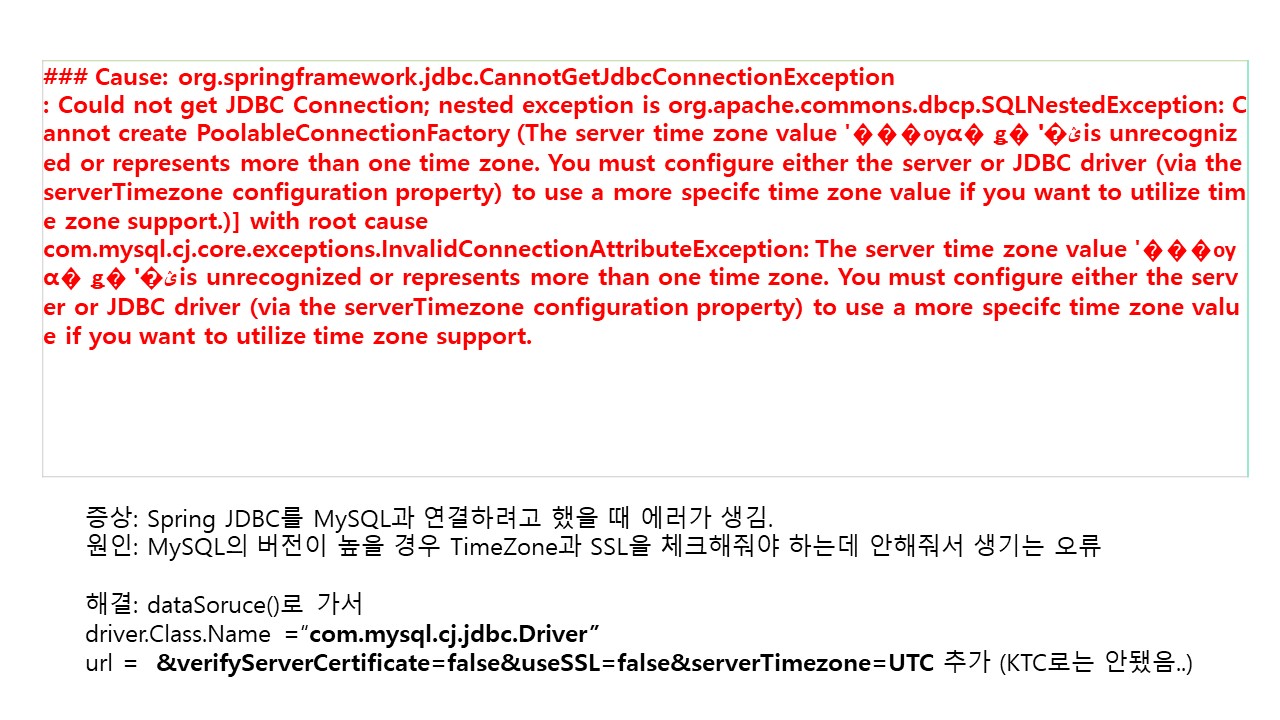 ### Cause: org.springframework.jdbc.CannotGetJdbcConnectionException
: Could not get JDBC Connection; nested exception is org.apache.commons.dbcp.SQLNestedException: C
annot create PoolableConnectionFactory (The server time zone value '���ογα� ǥ� '�ئ is unrecogniz
ed or represents more than one time zone. You must configure either the server or JDBC driver (via the
serverTimezone configuration property) to use a more specifc time zone value if you want to utilize tim
e zone support.)] with root cause
com.mysql.cj.core.exceptions.InvalidConnectionAttributeException: The server time zone value '���ογ
α� ǥ� '�ئ is unrecognized or represents more than one time zone. You must configure either the serv
er or JDBC driver (via the serverTimezone configuration property) to use a more specifc time zone valu
e if you want to utilize time zone support.
증상: Spring JDBC를 MySQL과 연결하려고 했을 때 에러가 생김.
원인: MySQL의 버전이 높을 경우 TimeZone과 SSL을 체크해줘야 하는데 안해줘서 생기는 오류
해결: dataSoruce()로 가서
driver.Class.Name =“com.mysql.cj.jdbc.Driver”
url = &verifyServerCertificate=false&useSSL=false&serverTimezone=UTC 추가 (KTC로는 안됐음..)